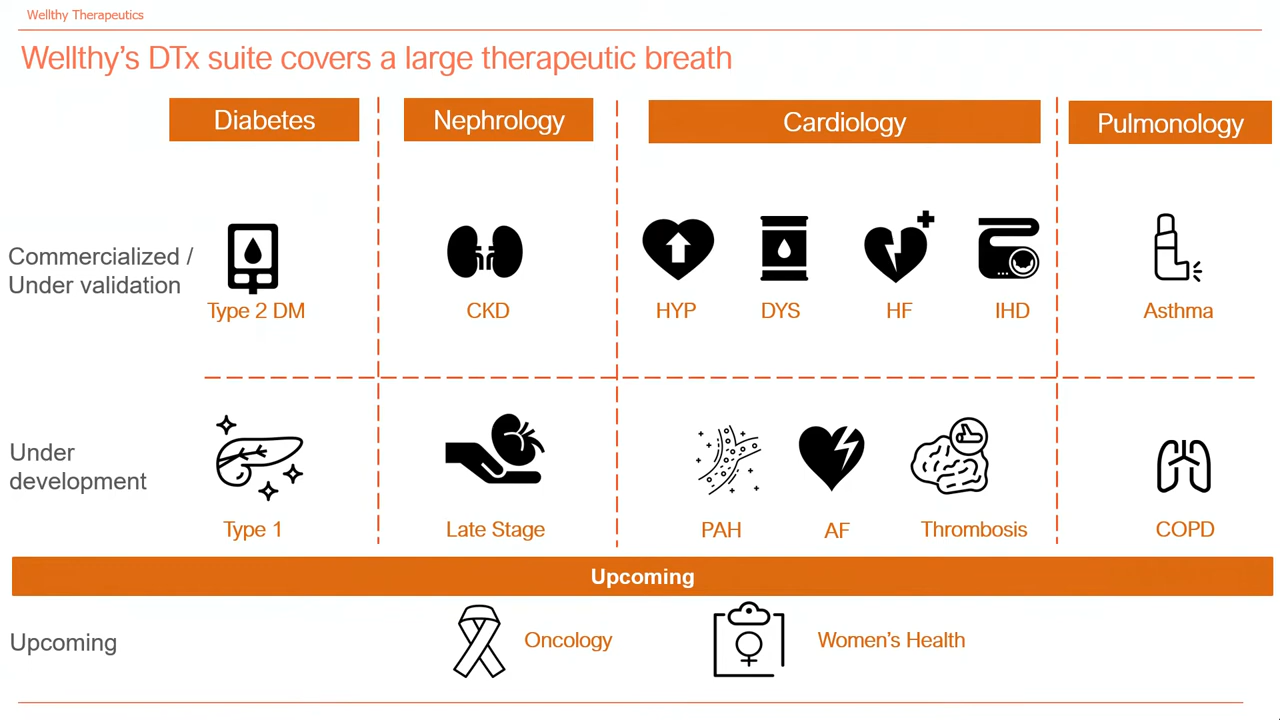 Wellthy Therapeutics
Wellthy’s DTx suite covers a large therapeutic breath
Diabetes
Nephrology
Cardiology
Pulmonology
Commercialized /
Under validation
Type 2 DM
CKD
HYP
DYS
HF
IHD
Asthma
Under
development
Type 1
Late Stage
PAH
AF
Thrombosis
COPD
Upcoming
Upcoming
Oncology
Women’s Health